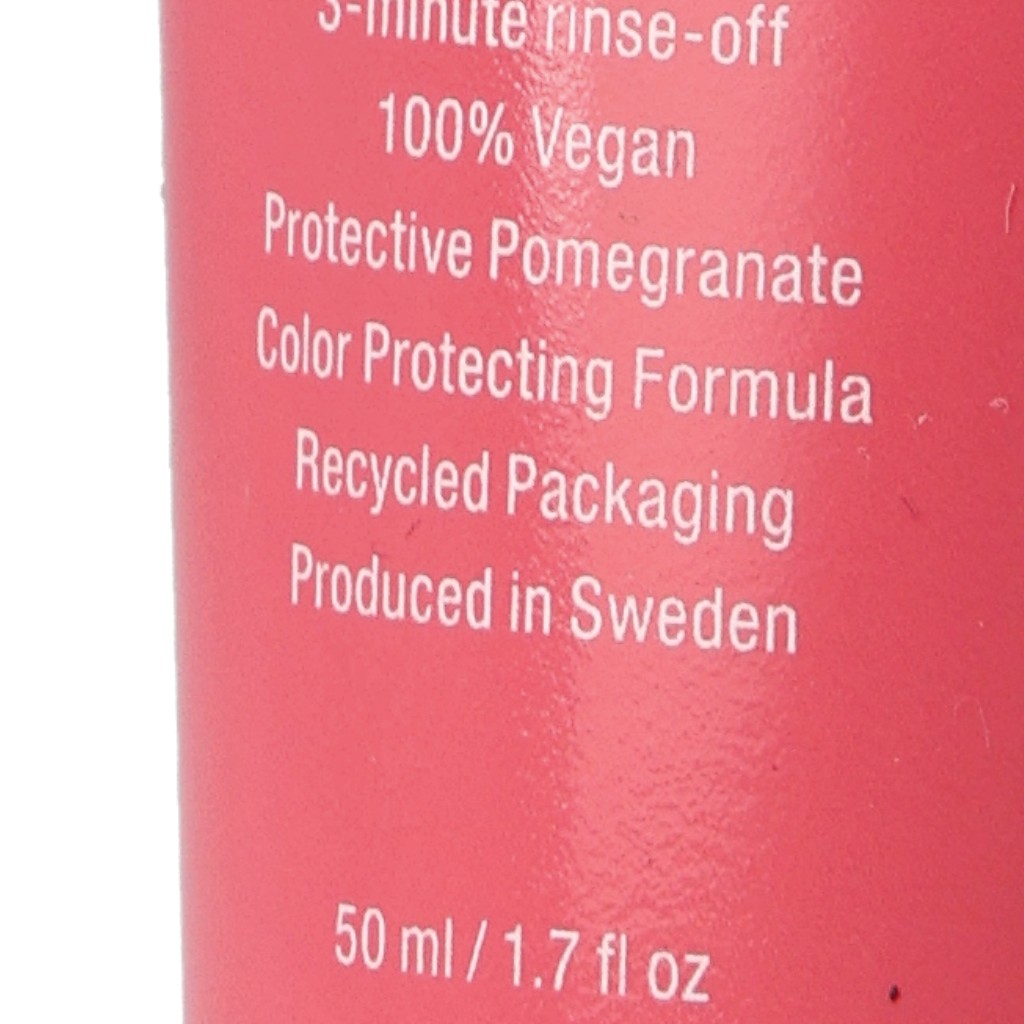 3-minute rinse-off
100% Vegan
Protective Pomegranate
Color Protecting Formula
Recycled Packaging
Produced in Sweden
50 ml / 1.7 fl oz